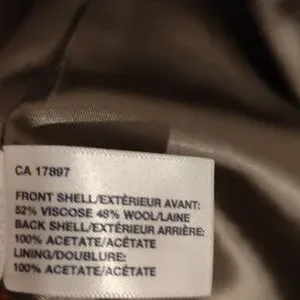 CA 17897
FRONT SHELL/EXTÉRIEUR AVANT:
52% VISCOSE 48% WOOL/LAINE
BACK SHELL/EXTÉRIEUR ARRIÈRE:
100% ACETATE/ACÉTATE
LINING/DOUBLURE:
100% ACETATE/ACÉTATE